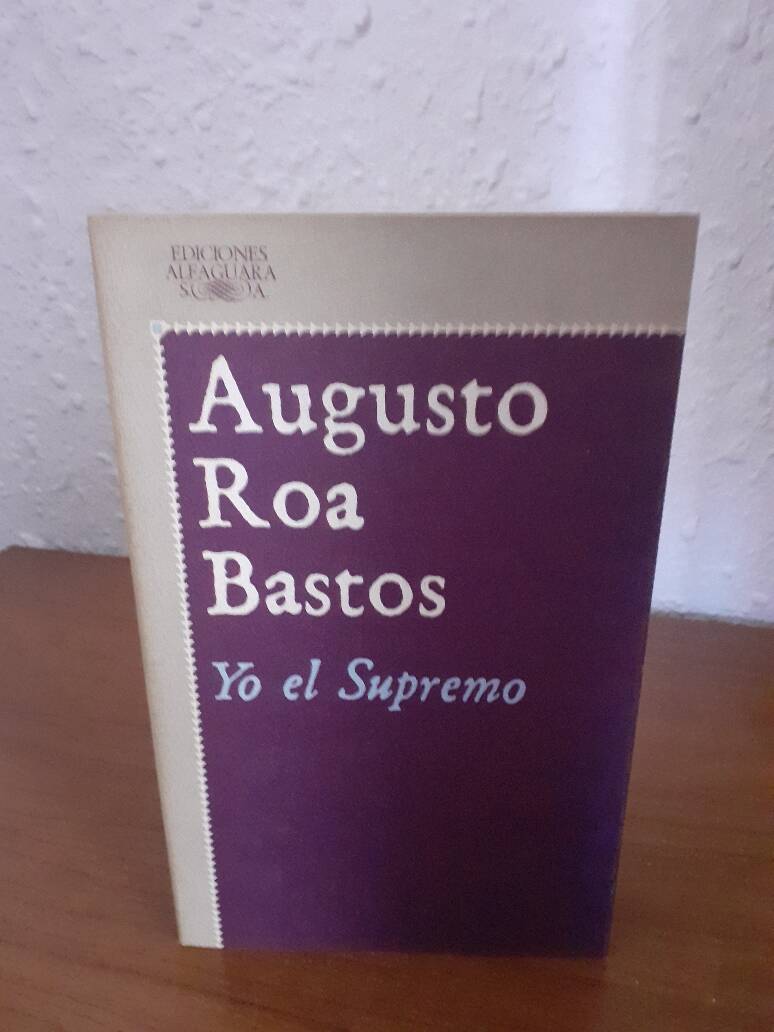 EDICIONES
ALFAGUARA
S. A.
Augusto
Roa
Bastos
Yo el Supremo